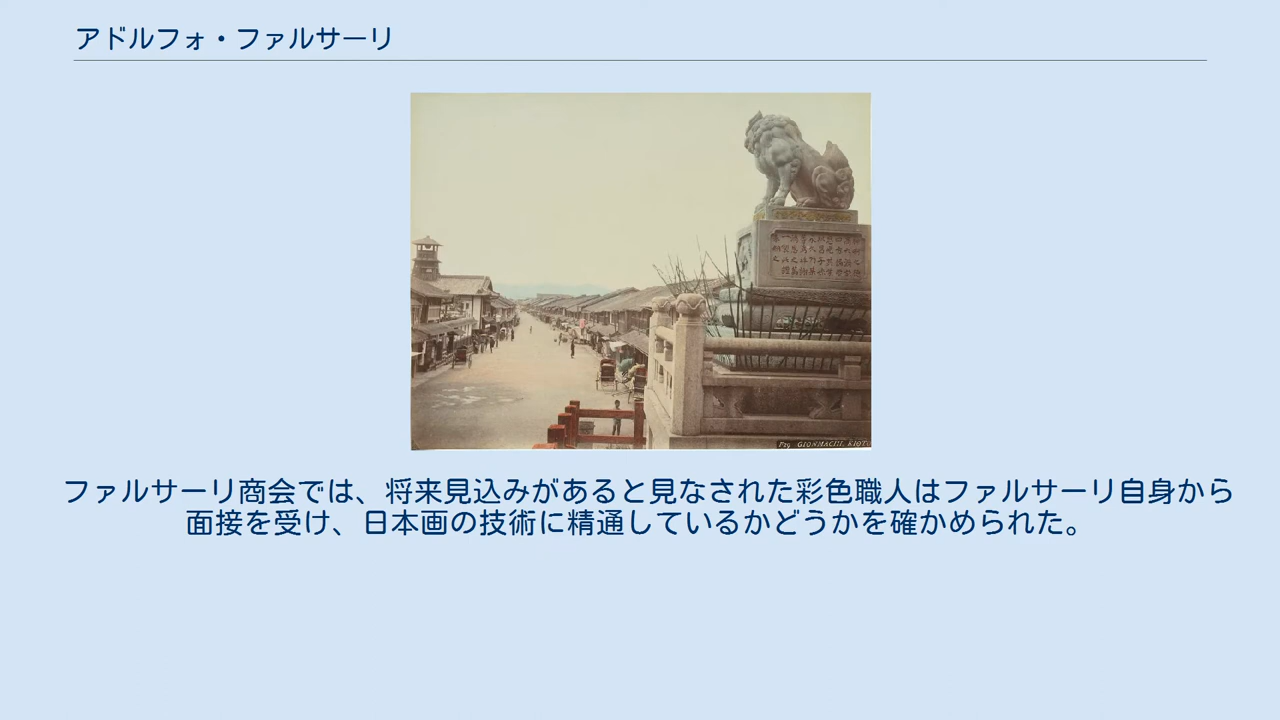 アドルフォ・ファルサーリ
F29 GIONMACHI, KIOTO
ファルサーリ商会では、将来見込みがあると見なされた彩色職人はファルサーリ自身から
面接を受け、日本画の技術に精通しているかどうかを確かめられた。